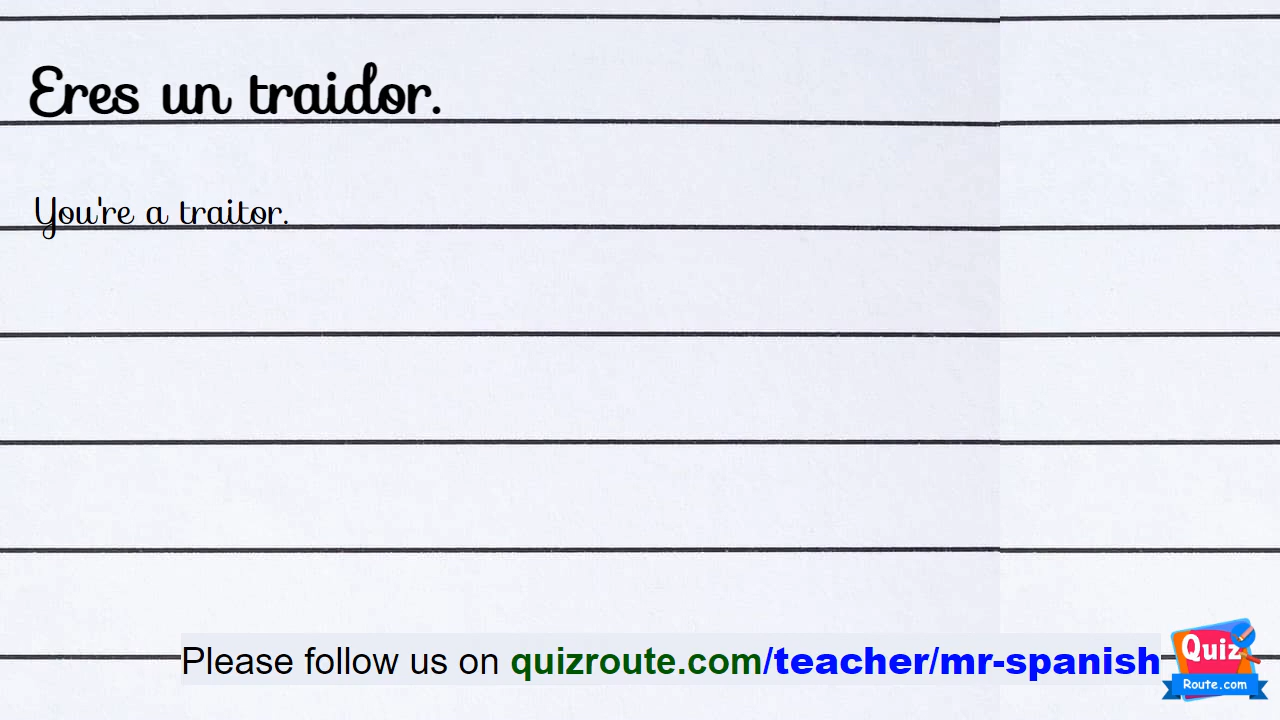 Eres un traidor.
You're a traitor.
Please follow us on quizroute.com/teacher/mr-spanish
Quiz
Route.com